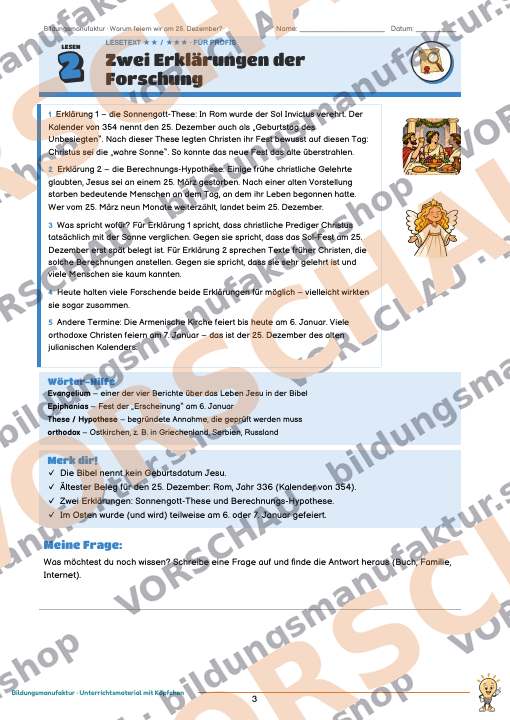 Bildungsmanufaktur · Warum feiern wir am 25. Dezember?
Name: Datum:
LESEN
2
LESETEXT ★★ / ★★★ · FÜR PROFIS
Zwei Erklärungen der
Forschung
1 Erklärung 1 – die Sonnengott-These: In Rom wurde der Sol Invictus verehrt. Der
Kalender von 354 nennt den 25. Dezember auch als „Geburtstag des
Unbesiegten“. Nach dieser These legten Christen ihr Fest bewusst auf diesen Tag:
Christus sei die „wahre Sonne“. So konnte das neue Fest das alte überstrahlen.
2 Erklärung 2 – die Berechnungs-Hypothese: Einige frühe christliche Gelehrte
glaubten, Jesus sei an einem 25. März gestorben. Nach einer alten Vorstellung
starben bedeutende Menschen an dem Tag, an dem ihr Leben begonnen hatte.
Wer vom 25. März neun Monate weiterzählt, landet beim 25. Dezember.
3 Was spricht wofür? Für Erklärung 1 spricht, dass christliche Prediger Christus
tatsächlich mit der Sonne verglichen. Gegen sie spricht, dass das Sol-Fest am 25.
Dezember erst spät belegt ist. Für Erklärung 2 sprechen Texte früher Christen, die
solche Berechnungen anstellen. Gegen sie spricht, dass sie sehr gelehrt ist und
viele Menschen sie kaum kannten.
4 Heute halten viele Forschende beide Erklärungen für möglich – vielleicht wirkten
sie sogar zusammen.
5 Andere Termine: Die Armenische Kirche feiert bis heute am 6. Januar. Viele
orthodoxe Christen feiern am 7. Januar – das ist der 25. Dezember des alten
julianischen Kalenders.
Wörter-Hilfe
Evangelium – einer der vier Berichte über das Leben Jesu in der Bibel
Epiphanias – Fest der „Erscheinung“ am 6. Januar
These / Hypothese – begründete Annahme, die geprüft werden muss
orthodox – Ostkirchen, z. B. in Griechenland, Serbien, Russland
Merk dir!
✓ Die Bibel nennt kein Geburtsdatum Jesu.
✓ Ältester Beleg für den 25. Dezember: Rom, Jahr 336 (Kalender von 354).
✓ Zwei Erklärungen: Sonnengott-These und Berechnungs-Hypothese.
✓ Im Osten wurde (und wird) teilweise am 6. oder 7. Januar gefeiert.
Meine Frage:
Was möchtest du noch wissen? Schreibe eine Frage auf und finde die Antwort heraus (Buch, Familie,
Internet).
Bildungsmanufaktur · Unterrichtsmaterial mit Köpfchen
3
VORSCHAU · bildungsmanufaktur.shop
VORSCHAU